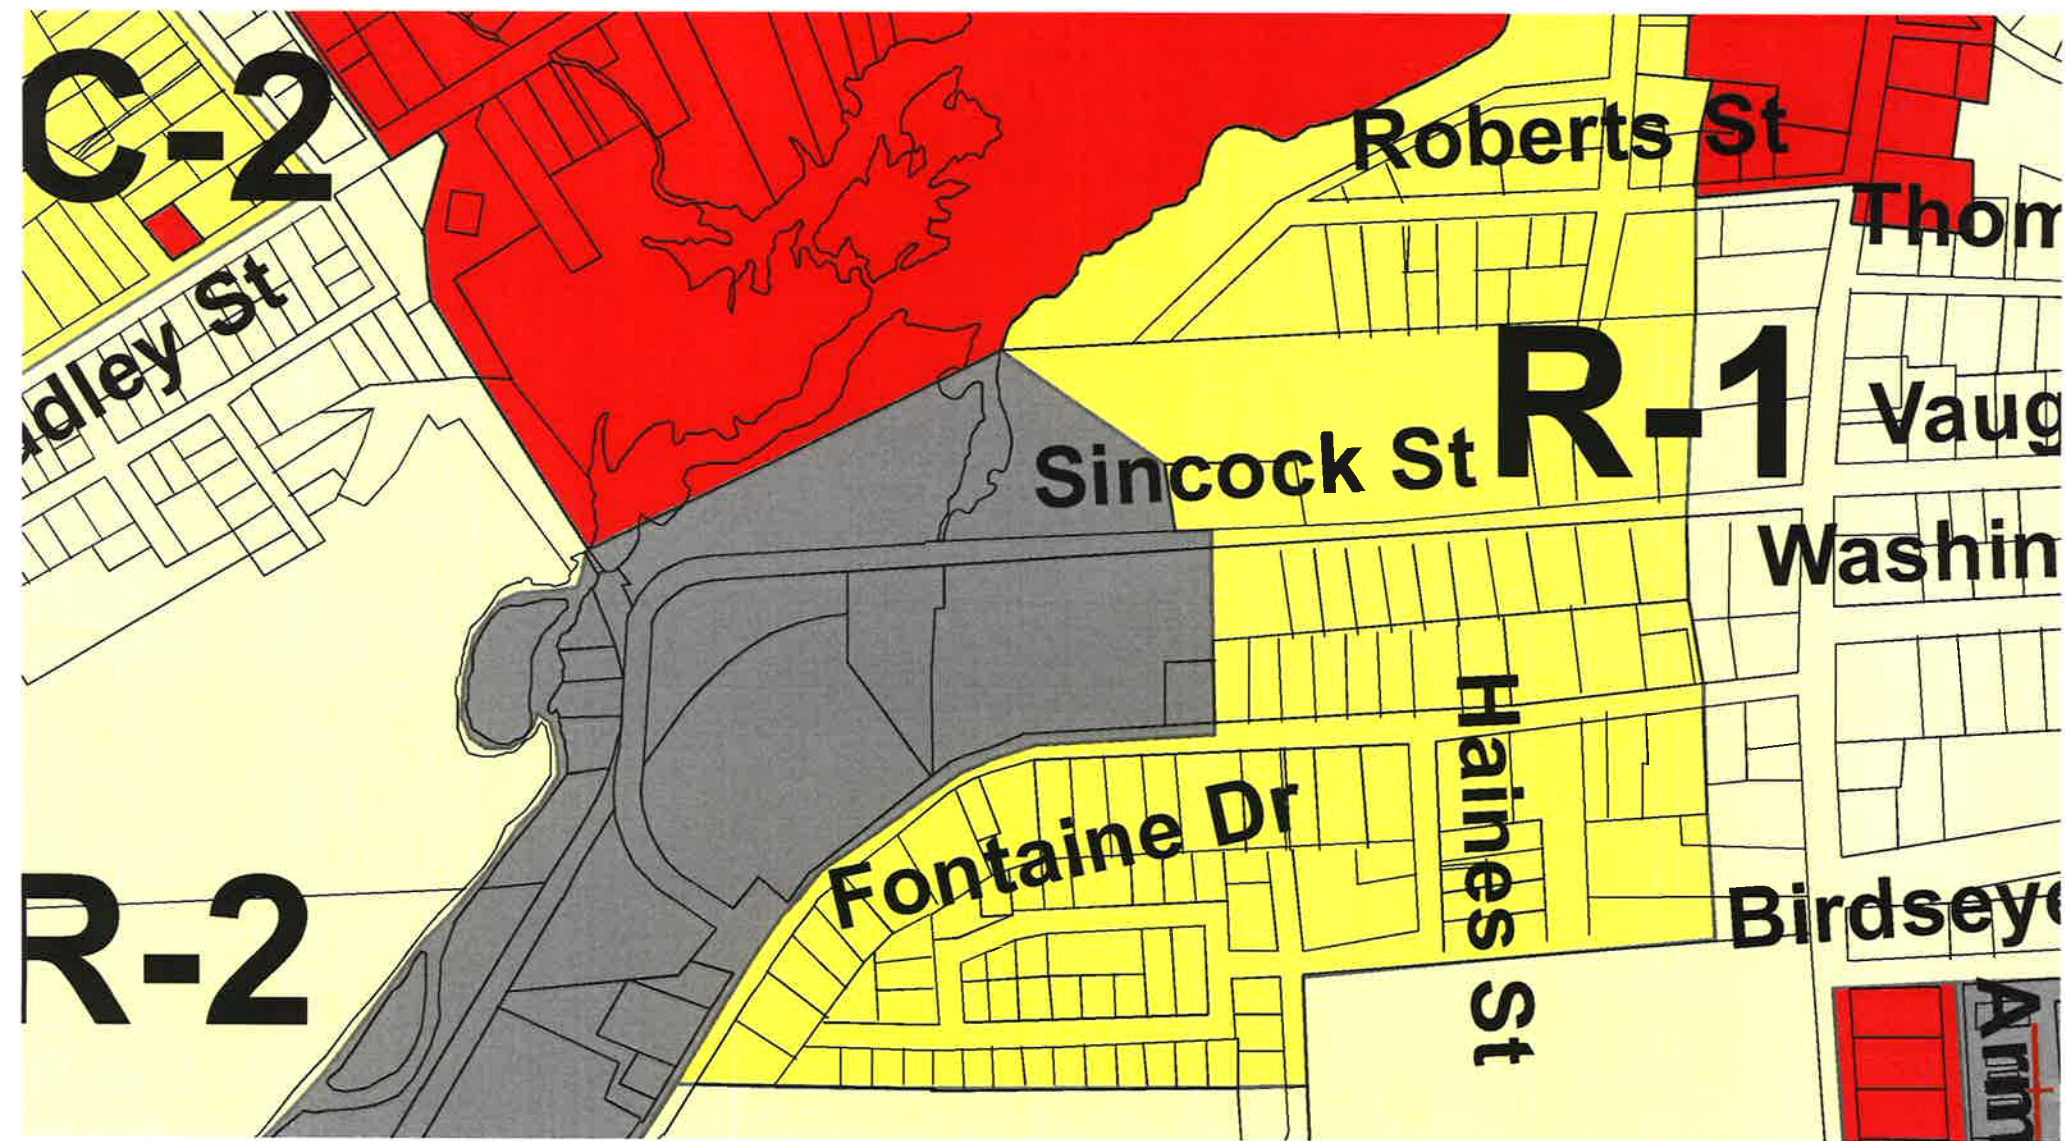 C-2
Roberts St
Thom
adley St
R-1
Vaug
Sincock St
Washin
Haines St
Fontaine Dr
R-2
Birdseye
Arm